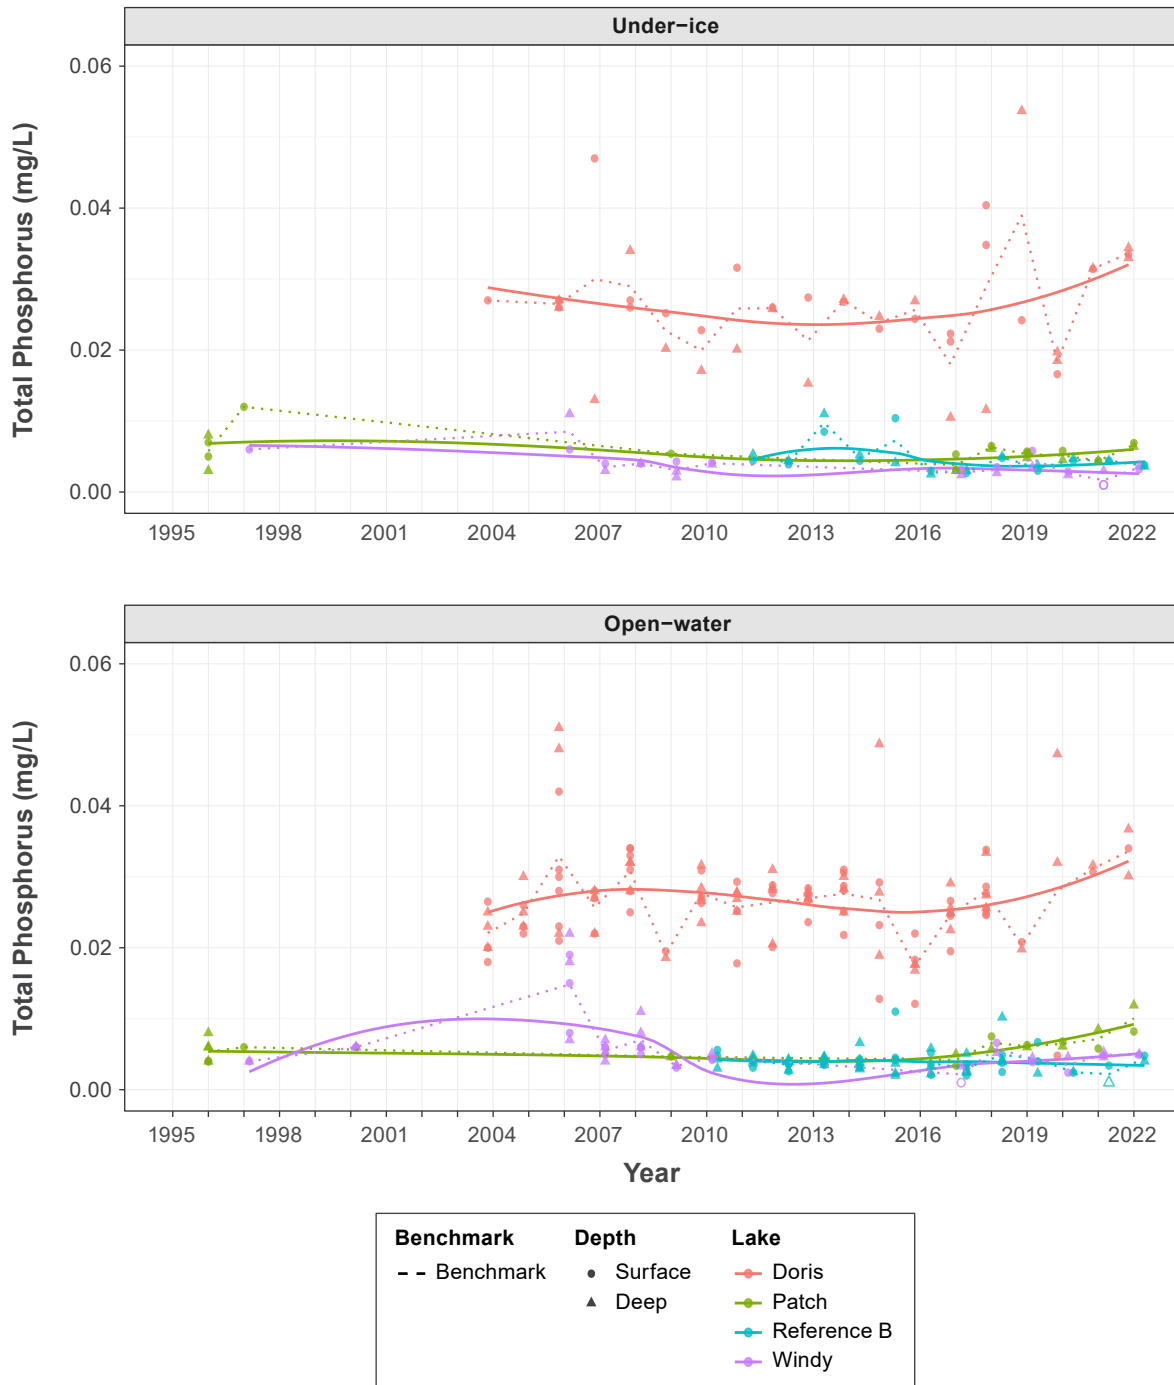 Under−ice
Total Phosphorus (mg/L)
0.06
0.04
0.02
0.00
1995 1998 2001 2004 2007 2010 2013 2016 2019 2022
Open−water
Total Phosphorus (mg/L)
0.06
0.04
0.02
0.00
1995 1998 2001 2004 2007 2010 2013 2016 2019 2022
Year
Benchmark Depth Lake
Benchmark Surface Doris
Deep Patch
Reference B
Windy